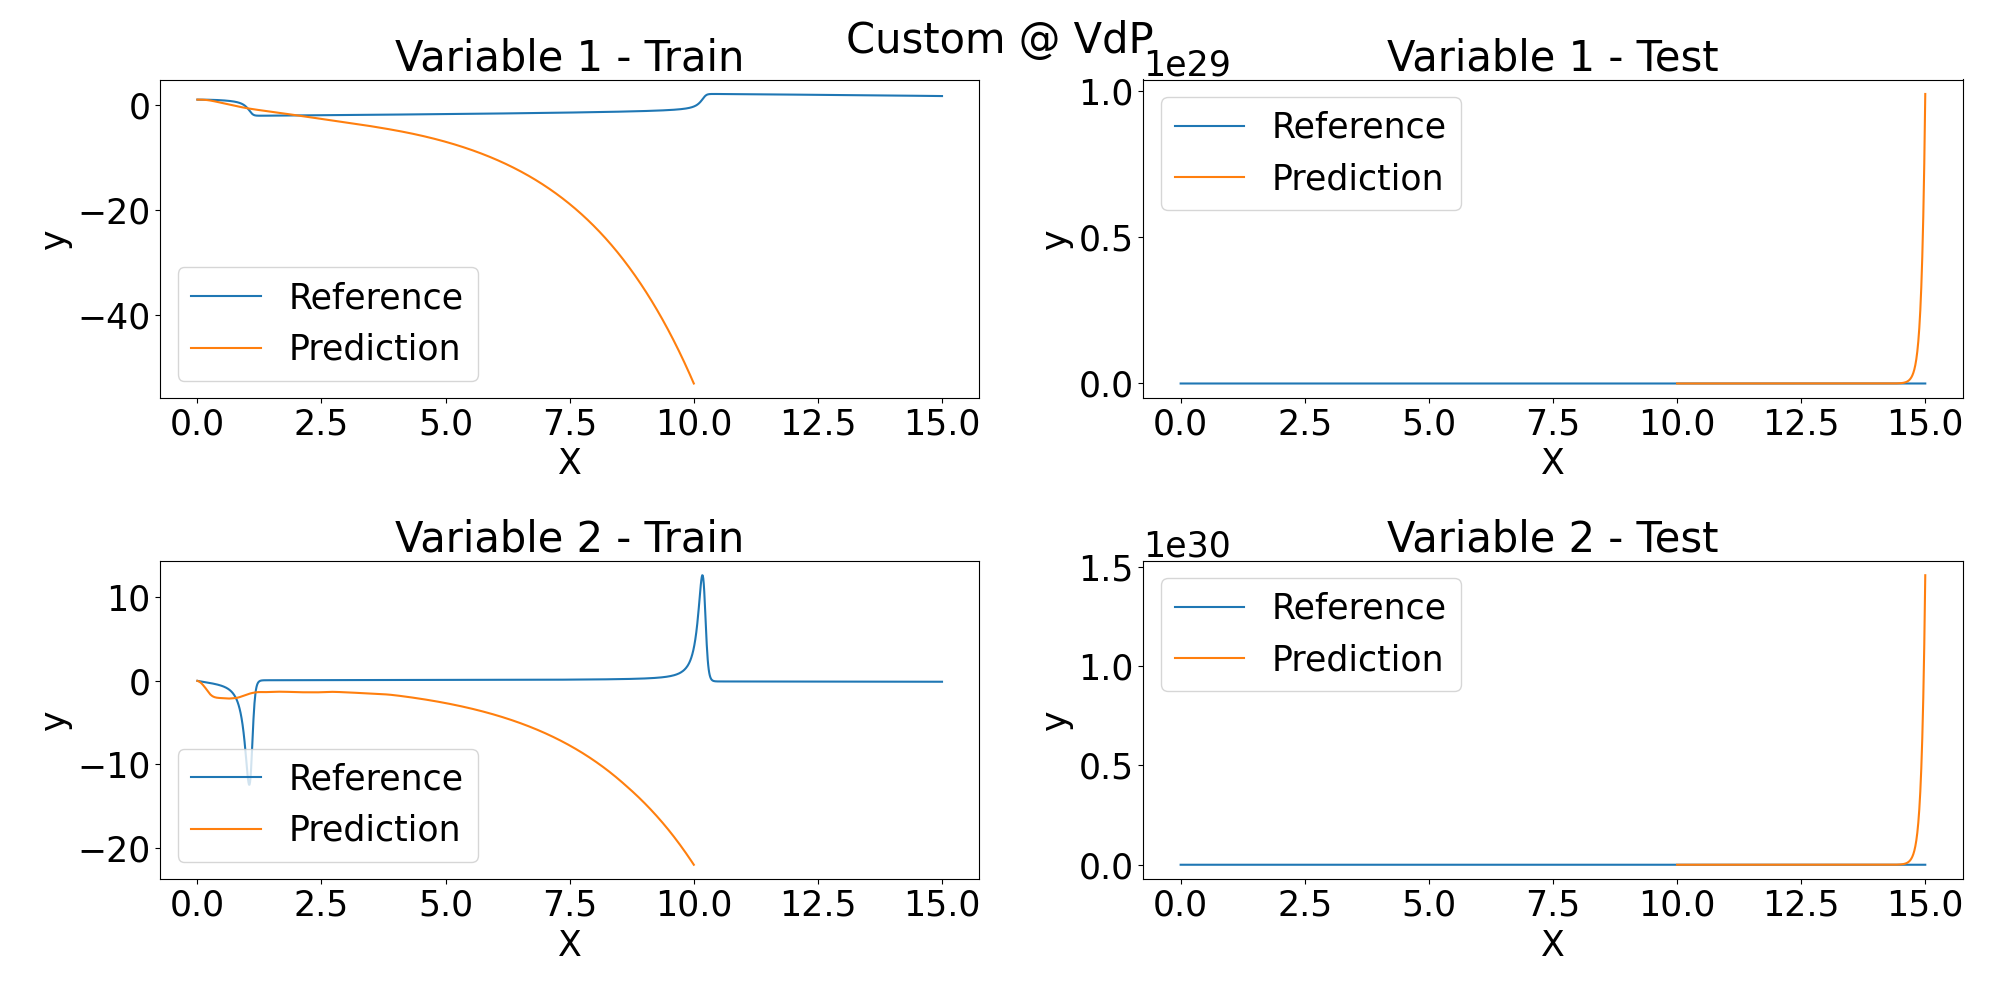 Custom @ VdP
Variable 1 - Train
0
−20
−40
y
Reference
Prediction
0.0 2.5 5.0 7.5 10.0 12.5 15.0
X
Variable 1 - Test
1e29
1.0
0.5
0.0
y
Reference
Prediction
0.0 2.5 5.0 7.5 10.0 12.5 15.0
X
Variable 2 - Train
10
0
−10
−20
y
Reference
Prediction
0.0 2.5 5.0 7.5 10.0 12.5 15.0
X
Variable 2 - Test
1e30
1.5
1.0
0.5
0.0
y
Reference
Prediction
0.0 2.5 5.0 7.5 10.0 12.5 15.0
X